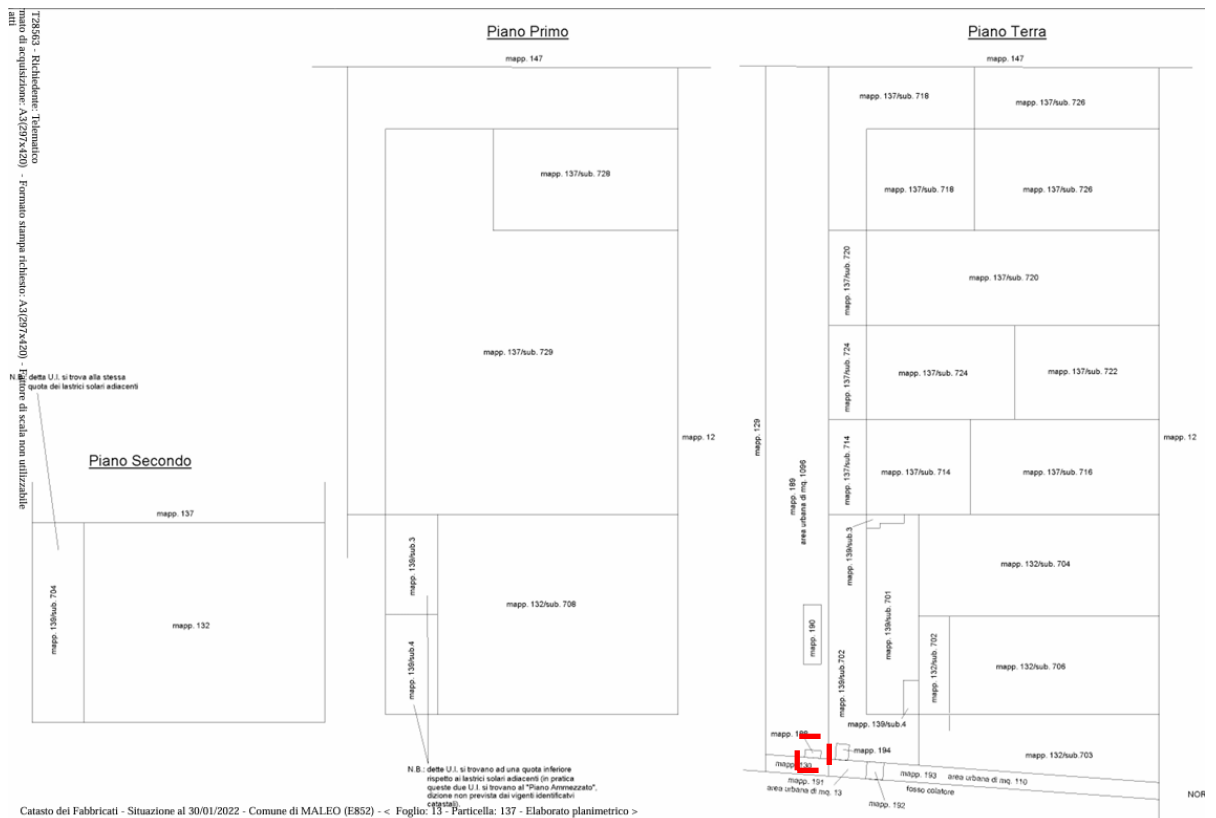 T28563 - Richiedente: Telematico
mato di acquisizione: A3(297x420) - Formato stampa richiesto: A3(297x420) - Fattore di scala non utilizzabile
atti
Piano Primo
mapp. 147
mapp. 137/sub. 728
mapp. 137/sub. 729
mapp. 12
mapp. 139/sub.3
mapp. 132/sub. 708
mapp. 139/sub.4
N.B.: dette U.I. si trovano ad una quota inferiore
rispetto ai lastrici solari adiacenti (in pratica
queste due U.I. si trovano al "Piano Ammezzato",
dizione non prevista dai vigenti identificatvi
catastali).
N.B.: detta U.I. si trova alla stessa
quota dei lastrici solari adiacenti
Piano Secondo
mapp. 137
mapp. 139/sub. 704
mapp. 132
Piano Terra
mapp. 147
mapp. 137/sub. 718
mapp. 137/sub. 726
mapp. 137/sub. 718
mapp. 137/sub. 726
mapp. 137/sub. 720
mapp. 137/sub. 720
mapp. 137/sub. 724
mapp. 137/sub. 724
mapp. 137/sub. 722
mapp. 129
mapp. 12
mapp. 137/sub. 714
mapp. 137/sub. 714
mapp. 137/sub. 716
mapp. 189
area urbana di mq. 1096
mapp. 139/sub.3
mapp. 132/sub. 704
mapp. 139/sub. 701
mapp. 190
mapp. 139/sub.702
mapp. 132/sub. 702
mapp. 132/sub. 706
mapp. 139/sub.4
mapp.
mapp. 194
mapp. 132/sub.703
mapp. 130
mapp. 191
area urbana di mq. 13
mapp. 193
area urbana di mq. 110
mapp. 192
fosso colatore
NOR
Catasto dei Fabbricati - Situazione al 30/01/2022 - Comune di MALEO (E852) - < Foglio: 13 - Particella: 137 - Elaborato planimetrico >